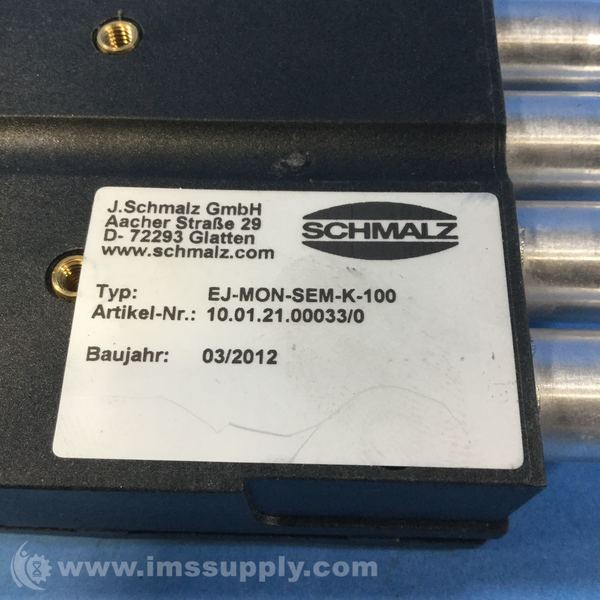 J.Schmalz GmbH
Aacher Straße 29
D- 72293 Glatten
www.schmalz.com
SCHMALZ
Typ: EJ-MON-SEM-K-100
Artikel-Nr.: 10.01.21.00033/0
Baujahr: 03/2012
www.imssupply.com